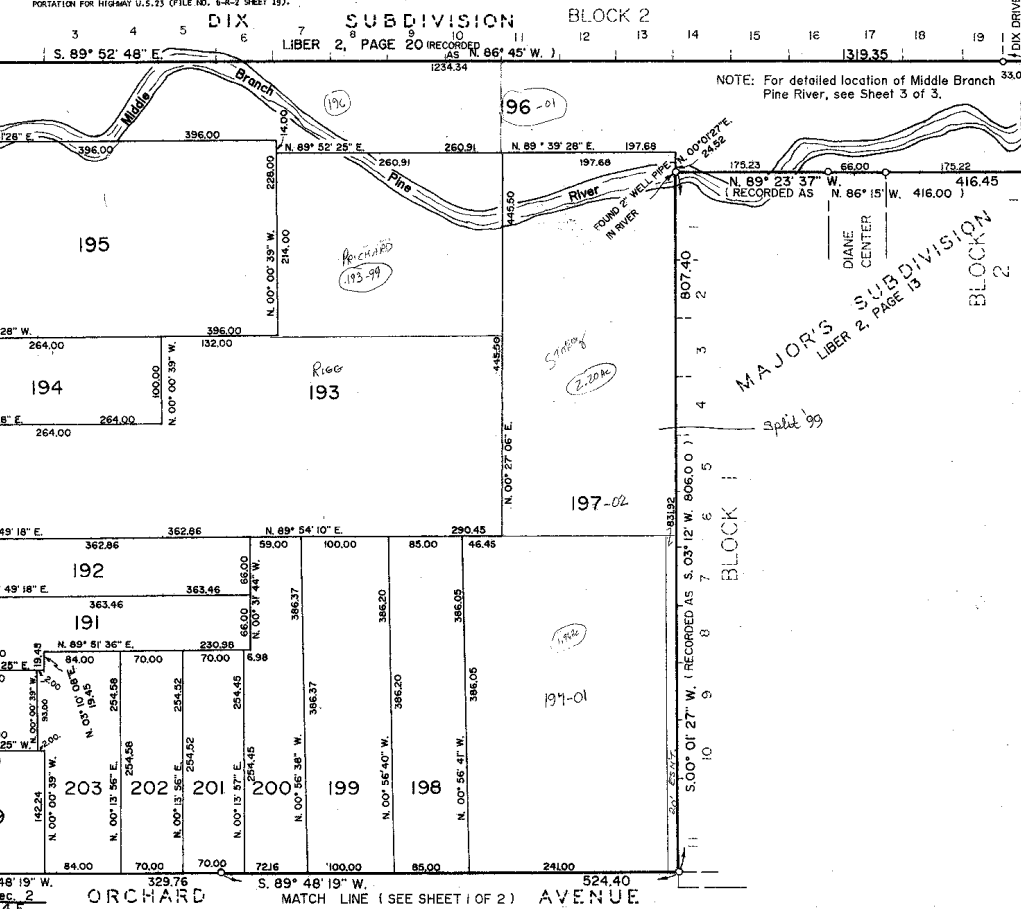 PORTATION FOR HIGHWAY U.S.23 (FILE NO. 6-R-2 SHEET 19).
DIX SUBDIVISION BLOCK 2
3 4 5 6 7 8 9 10 14 15 16 17 18 19
LIBER 2, PAGE 20 (RECORDED AS N. 86° 45' W. )
S. 89° 52' 48" E.
1234.34
1319.35
DIX DRIVE
33.0
NOTE: For detailed location of Middle Branch
Pine River, see Sheet 3 of 3.
Middle Branch Pine River
196
96-01
396.00
396.00
14.00
N. 89° 52' 25" E.
260.91
260.91
N. 89° 39' 28" E.
197.68
197.68
N. 00°01'27"E.
24.52
175.23
66.00
175.22
N. 89° 23' 37" W.
416.45
(RECORDED AS N. 86° 15' W. 416.00 )
FOUND 2" WELL PIPE
IN RIVER
228.00
N. 00° 00' 39" W.
214.00
445.50
195
PRICHARD
193-99
DIANE
CENTER
MAJOR'S SUBDIVISION
LIBER 2, PAGE 13
BLOCK
2
807.40
28" W.
264.00
396.00
132.00
445.50
194
100.00
N. 00° 00' 39" W.
264.00
264.00
RIGG
193
2.20 Ac
split '99
N. 00° 27' 06" E.
197-02
1
2
3
4
5
6
7
8
9
10
11
BLOCK 1
831.92
S.00° 01' 27" W. (RECORDED AS S. 03° 12' W. 806.00)
49' 18" E.
362.86
362.86
N. 89° 54' 10" E.
290.45
59.00
100.00
85.00
46.45
192
66.00
N. 00° 31' 44" W.
49' 18" E.
363.46
363.46
191
66.00
N. 89° 51' 36" E.
230.98
84.00
70.00
70.00
6.98
25" E.
19.45
N. 03° 10' 08" E.
19.45
2.00
N. 00° 00' 39" W.
93.00
2.00
25" W.
386.37
386.20
386.05
386.37
386.20
386.05
254.58
254.52
254.45
254.58
254.52
254.45
197-01
142.24
N. 00° 00' 39" W.
203
N. 00° 13' 56" E.
202
N. 00° 13' 56" E.
201
N. 00° 13' 57" E.
200
N. 00° 56' 38" W.
199
N. 00° 56' 40" W.
198
N. 00° 56' 41" W.
20' ESMT.
84.00
70.00
70.00
72.16
100.00
85.00
241.00
48' 19" W.
329.76
S. 89° 48' 19" W.
524.40
ec. 2
ORCHARD AVENUE
MATCH LINE ( SEE SHEET 1 OF 2 )